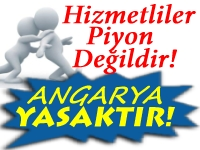 Hizmetliler
Piyon
Değildir!
ANGARYA
YASAKTIR!